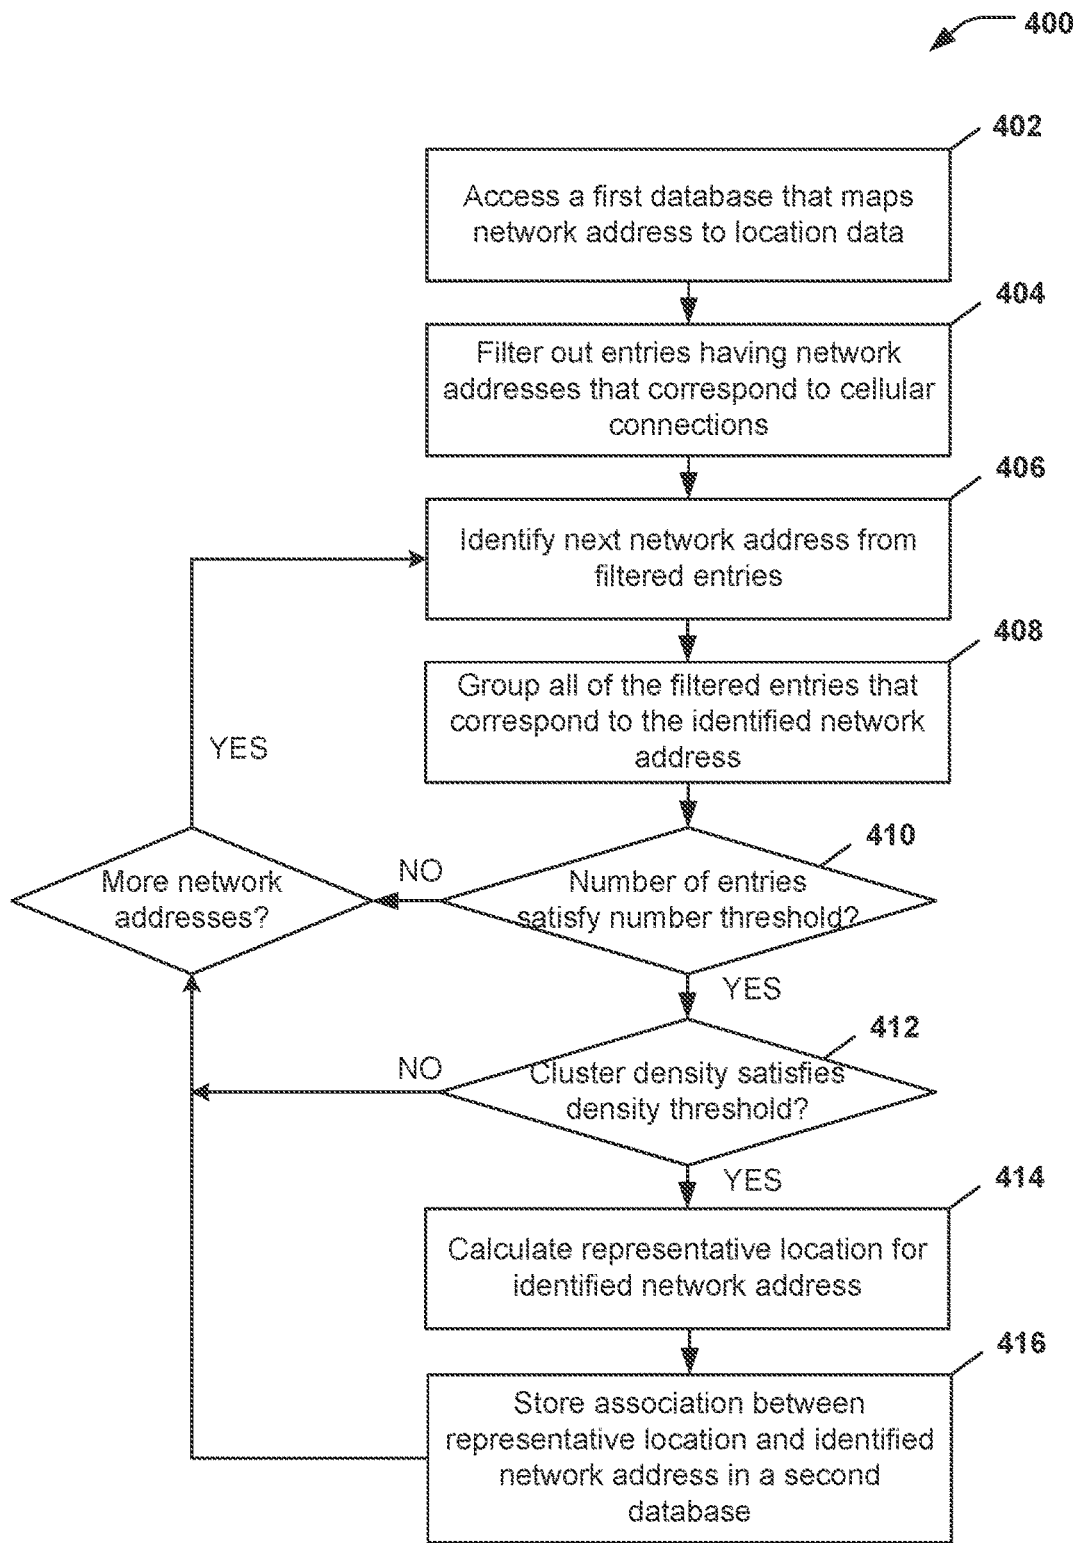 400
402
Access a first database that maps
network address to location data
404
Filter out entries having network
addresses that correspond to cellular
connections
406
Identify next network address from
filtered entries
408
Group all of the filtered entries that
correspond to the identified network
address
YES
410
More network
addresses?
NO
Number of entries
satisfy number threshold?
YES
412
NO
Cluster density satisfies
density threshold?
YES
414
Calculate representative location for
identified network address
416
Store association between
representative location and identified
network address in a second
database